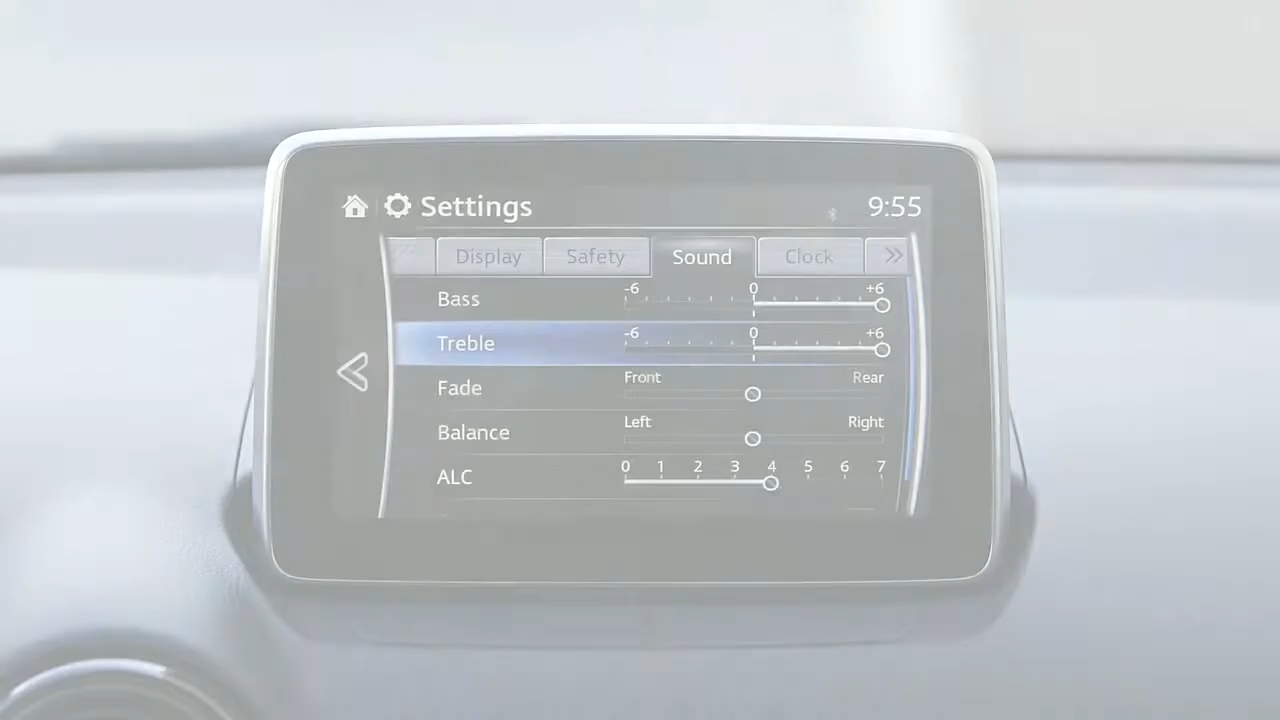 Settings 9:55
Display Safety Sound Clock
Bass -6 0 +6
Treble -6 0 +6
Fade Front Rear
Balance Left Right
ALC 0 1 2 3 4 5 6 7